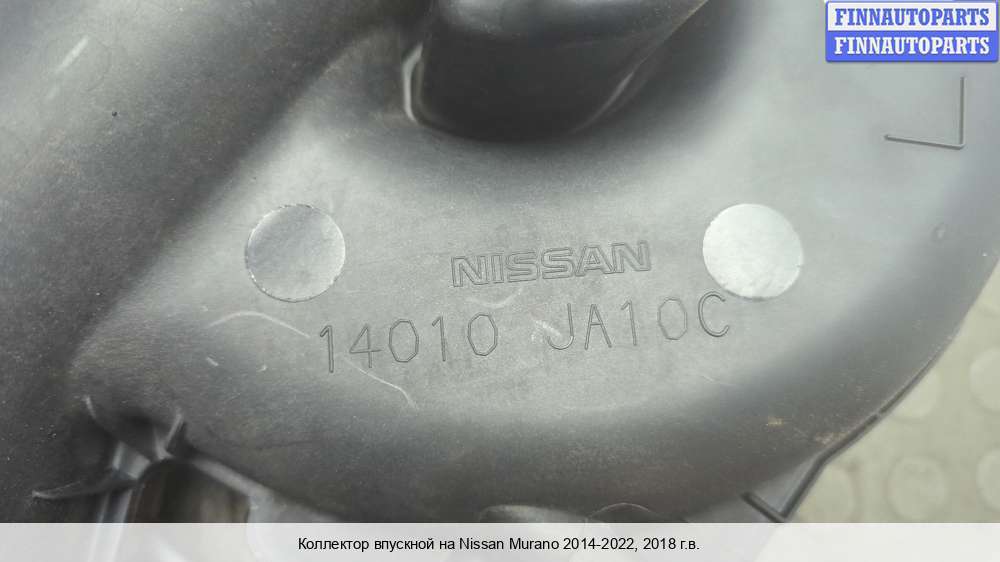 FINNAUTOPARTS
FINNAUTOPARTS
NISSAN
14010 JA10C
Коллектор впускной на Nissan Murano 2014-2022, 2018 г.в.